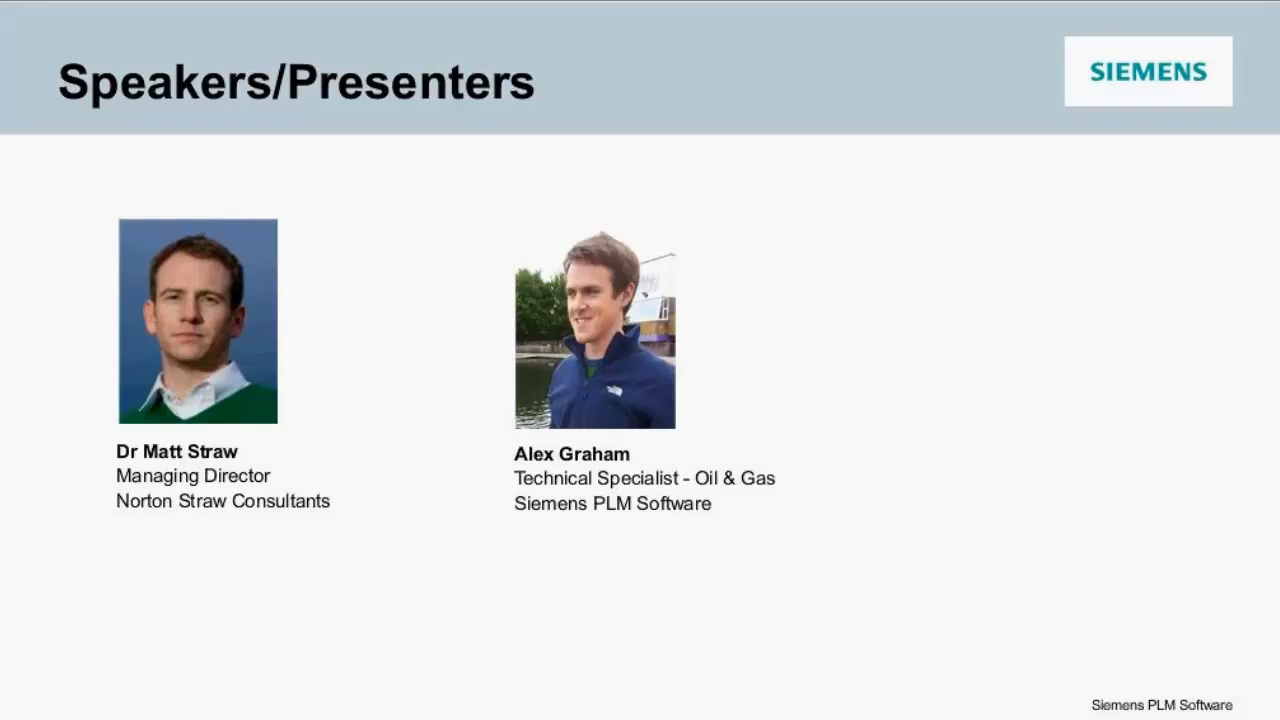 Speakers/Presenters
SIEMENS
Dr Matt Straw
Managing Director
Norton Straw Consultants
Alex Graham
Technical Specialist - Oil & Gas
Siemens PLM Software
Siemens PLM Software